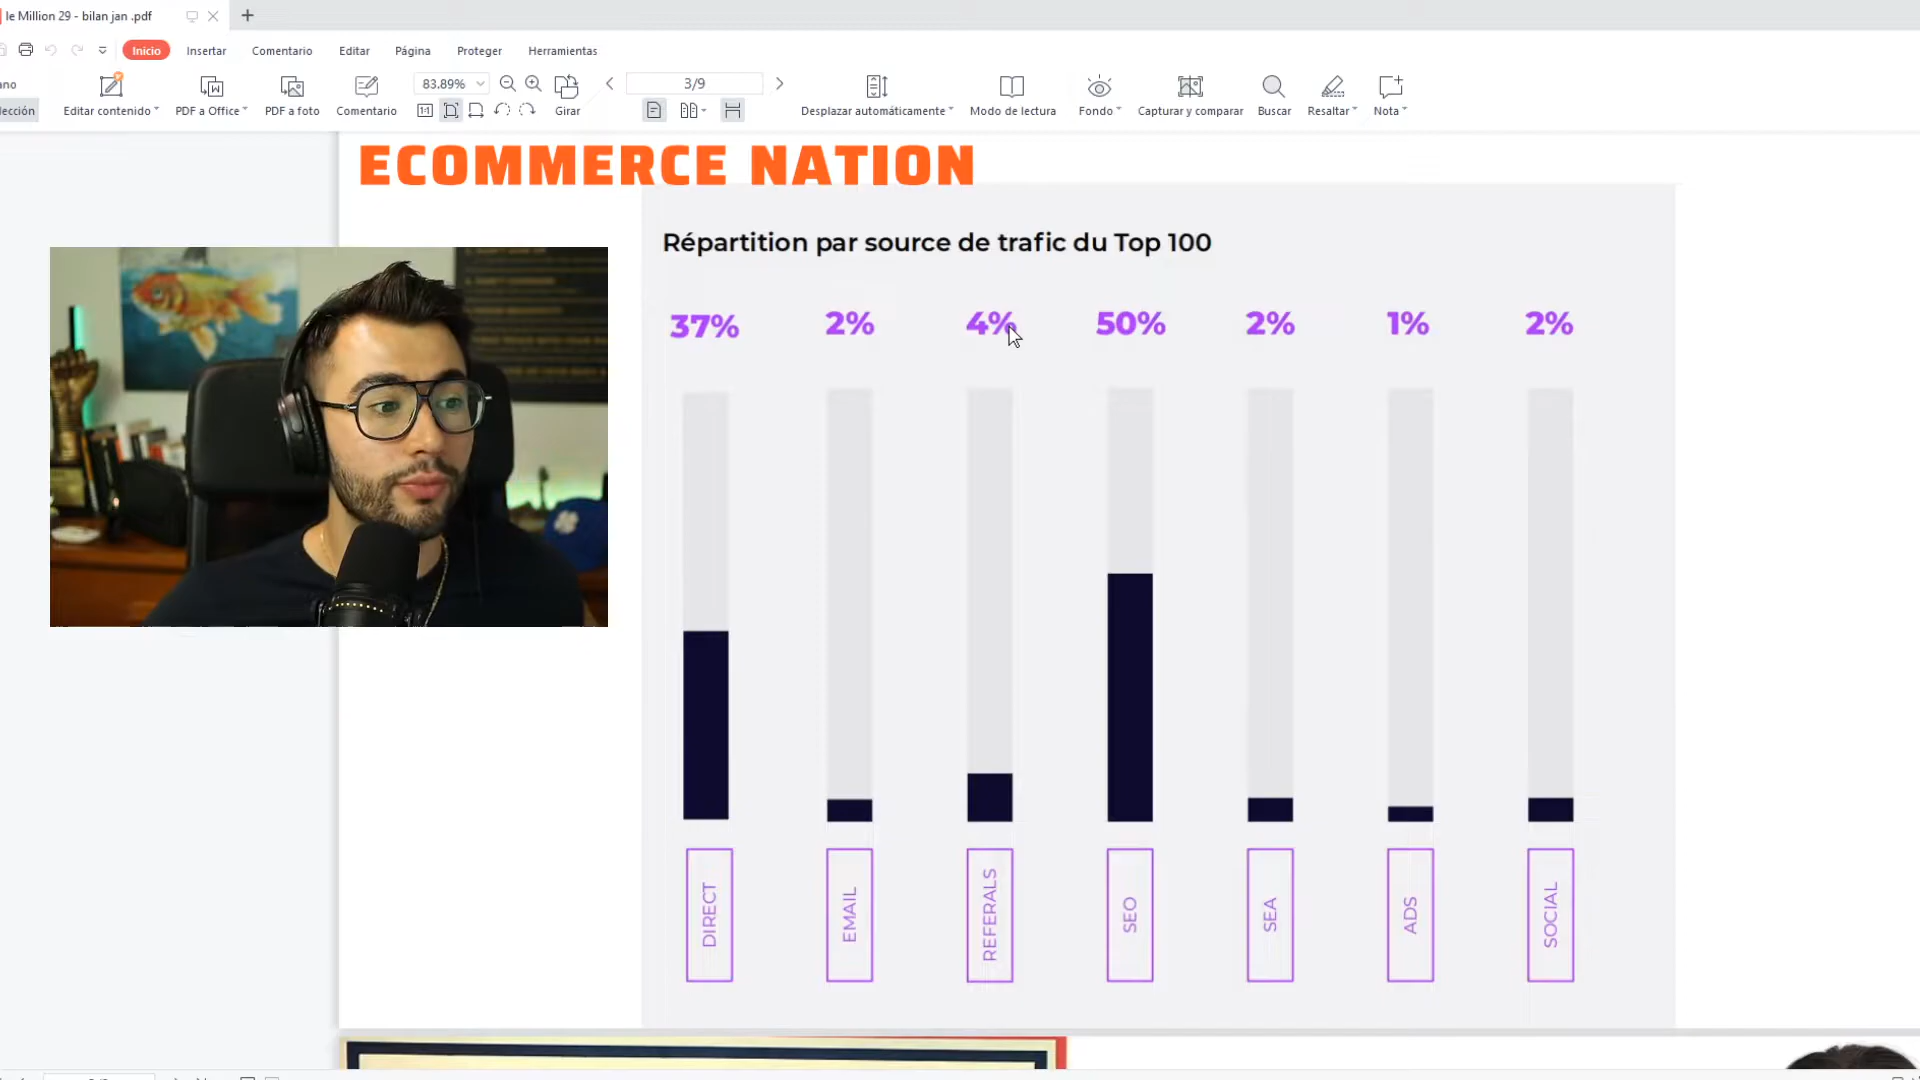 le Million 29 - bilan jan .pdf
Inicio
Insertar
Comentario
Editar
Página
Proteger
Herramientas
83.89%
3/9
Editar contenido
PDF a Office
PDF a foto
Comentario
1:1
Girar
Desplazar automáticamente
Modo de lectura
Fondo
Capturar y comparar
Buscar
Resaltar
Nota
ECOMMERCE NATION
Répartition par source de trafic du Top 100
37%
2%
4%
50%
2%
1%
2%
DIRECT
EMAIL
REFERALS
SEO
SEA
ADS
SOCIAL